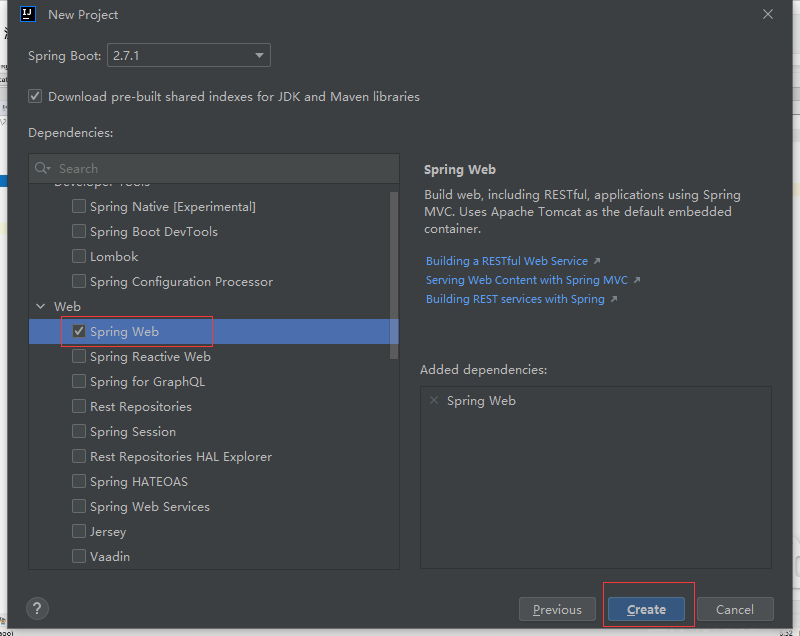 New Project
Spring Boot: 2.7.1
Download pre-built shared indexes for JDK and Maven libraries
Dependencies:
Search
Developer Tools
Spring Native [Experimental]
Spring Boot DevTools
Lombok
Spring Configuration Processor
Web
Spring Web
Spring Reactive Web
Spring for GraphQL
Rest Repositories
Spring Session
Rest Repositories HAL Explorer
Spring HATEOAS
Spring Web Services
Jersey
Vaadin
Spring Web
Build web, including RESTful, applications using Spring
MVC. Uses Apache Tomcat as the default embedded
container.
Building a RESTful Web Service
Serving Web Content with Spring MVC
Building REST services with Spring
Added dependencies:
Spring Web
?
Previous
Create
Cancel